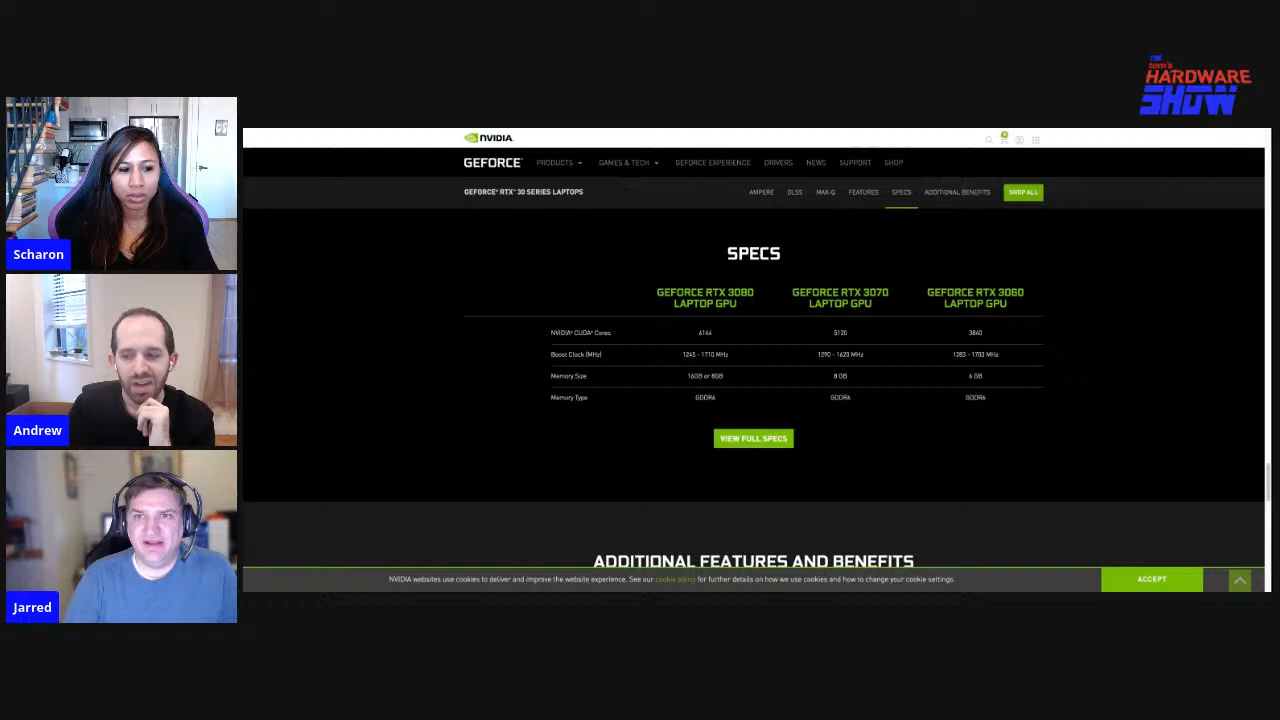 THE
tom's
HARDWARE
SHOW
Scharon
Andrew
Jarred
NVIDIA.
GEFORCE PRODUCTS GAMES & TECH GEFORCE EXPERIENCE DRIVERS NEWS SUPPORT SHOP
GEFORCE® RTX™ 30 SERIES LAPTOPS AMPERE DLSS MAX-Q FEATURES SPECS ADDITIONAL BENEFITS SHOP ALL
SPECS
GEFORCE RTX 3080 GEFORCE RTX 3070 GEFORCE RTX 3060
LAPTOP GPU LAPTOP GPU LAPTOP GPU
NVIDIA® CUDA® Cores 6144 5120 3840
Boost Clock (MHz) 1245 - 1710 MHz 1290 - 1620 MHz 1283 - 1703 MHz
Memory Size 16GB or 8GB 8 GB 6 GB
Memory Type GDDR6 GDDR6 GDDR6
VIEW FULL SPECS
ADDITIONAL FEATURES AND BENEFITS
NVIDIA websites use cookies to deliver and improve the website experience. See our cookie policy for further details on how we use cookies and how to change your cookie settings. ACCEPT